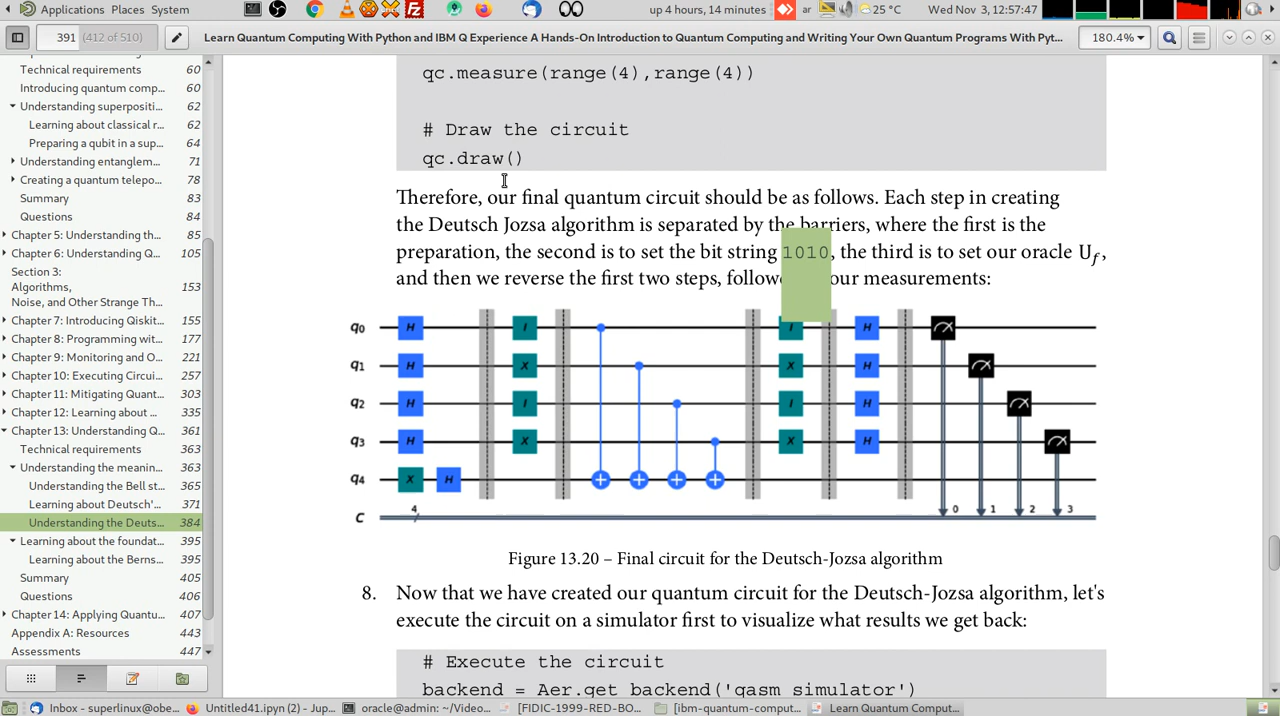 Applications Places System
up 4 hours, 14 minutes
ar
25 °C
Wed Nov 3, 12:57:47
391 (412 of 510)
Learn Quantum Computing With Python and IBM Q Experience A Hands-On Introduction to Quantum Computing and Writing Your Own Quantum Programs With Pyt...
180.4%
Technical requirements 60
Introducing quantum comp... 60
Understanding superpositi... 62
Learning about classical r... 62
Preparing a qubit in a sup... 64
Understanding entanglem... 71
Creating a quantum telepo... 78
Summary 83
Questions 84
Chapter 5: Understanding th... 85
Chapter 6: Understanding Q... 105
Section 3:
Algorithms,
Noise, and Other Strange Th... 153
Chapter 7: Introducing Qiskit... 155
Chapter 8: Programming wit... 177
Chapter 9: Monitoring and O... 221
Chapter 10: Executing Circui... 257
Chapter 11: Mitigating Quant... 303
Chapter 12: Learning about ... 335
Chapter 13: Understanding Q... 361
Technical requirements 363
Understanding the meanin... 363
Understanding the Bell st... 365
Learning about Deutsch'... 371
Understanding the Deuts... 384
Learning about the foundat... 395
Learning about the Berns... 395
Summary 405
Questions 406
Chapter 14: Applying Quantu... 407
Appendix A: Resources 443
Assessments 447
qc.measure(range(4),range(4))
# Draw the circuit
qc.draw()
Therefore, our final quantum circuit should be as follows. Each step in creating
the Deutsch Jozsa algorithm is separated by the barriers, where the first is the
preparation, the second is to set the bit string 1010, the third is to set our oracle Uf,
and then we reverse the first two steps, follow our measurements:
q0 H I I H
q1 H X X H
q2 H I I H
q3 H X X H
q4 X H
C 4 0 1 2 3
Figure 13.20 – Final circuit for the Deutsch-Jozsa algorithm
8. Now that we have created our quantum circuit for the Deutsch-Jozsa algorithm, let's
execute the circuit on a simulator first to visualize what results we get back:
# Execute the circuit
backend = Aer.get_backend('qasm_simulator')
Inbox - superlinux@obe...
Untitled41.ipyn (2) - Jup...
oracle@admin: ~/Video...
[FIDIC-1999-RED-BO...
[ibm-quantum-comput...
Learn Quantum Comput...